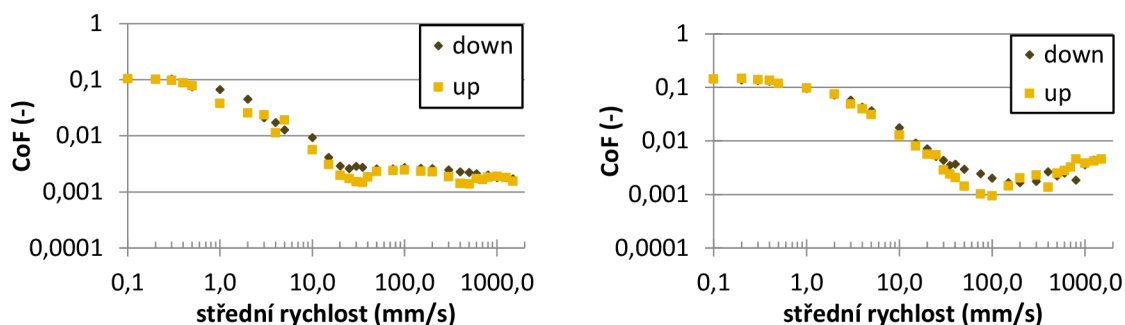 1
0,1
0,01
0,001
0,0001
CoF (-)
down
up
0,1
1,0
10,0
100,0
1000,0
střední rychlost (mm/s)
1
0,1
0,01
0,001
0,0001
CoF (-)
down
up
0,1
1,0
10,0
100,0
1000,0
střední rychlost (mm/s)